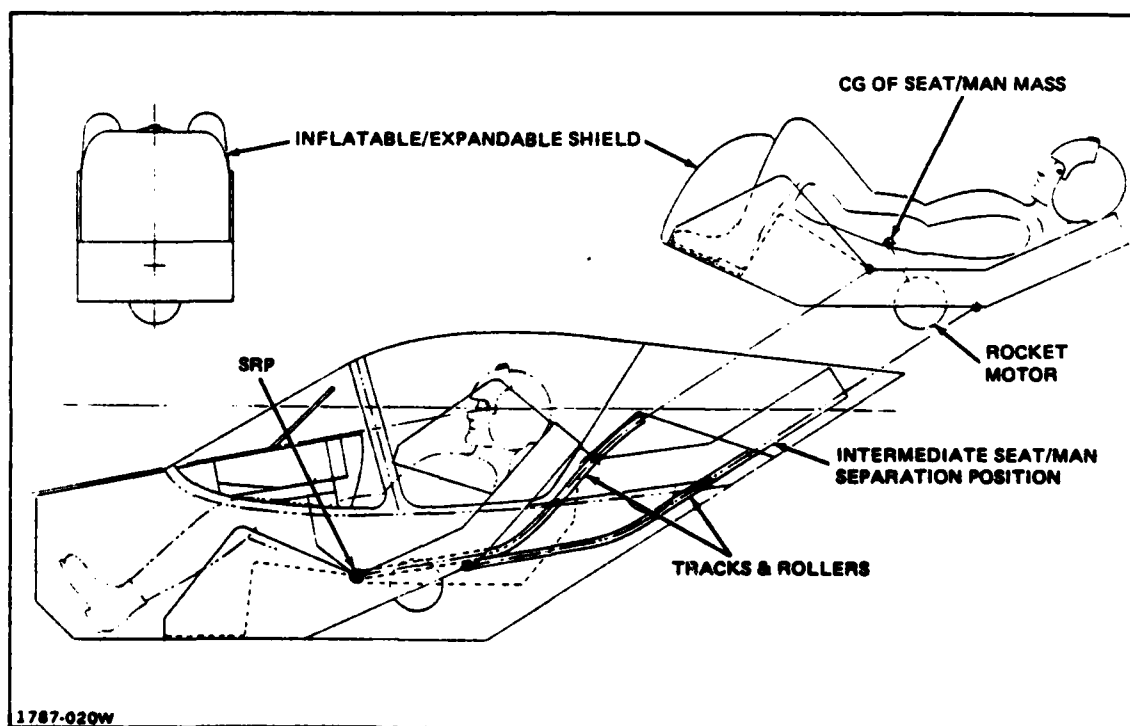 CG OF SEAT/MAN MASS
INFLATABLE/EXPANDABLE SHIELD
SRP
ROCKET
MOTOR
INTERMEDIATE SEAT/MAN
SEPARATION POSITION
TRACKS & ROLLERS
1787-020W